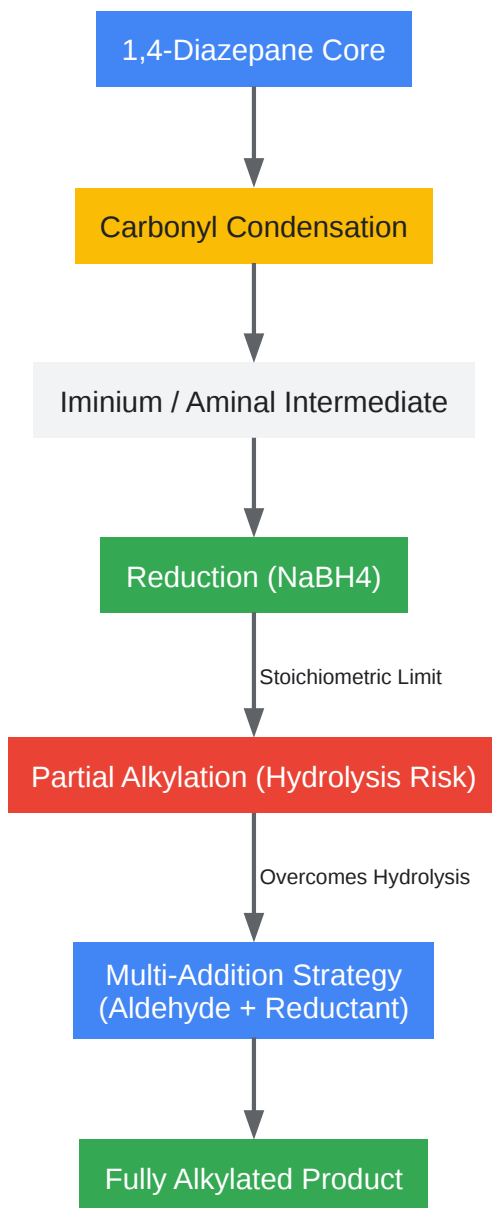 1,4-Diazepane Core
Carbonyl Condensation
Iminium / Aminal Intermediate
Reduction (NaBH4)
Stoichiometric Limit
Partial Alkylation (Hydrolysis Risk)
Overcomes Hydrolysis
Multi-Addition Strategy
(Aldehyde + Reductant)
Fully Alkylated Product